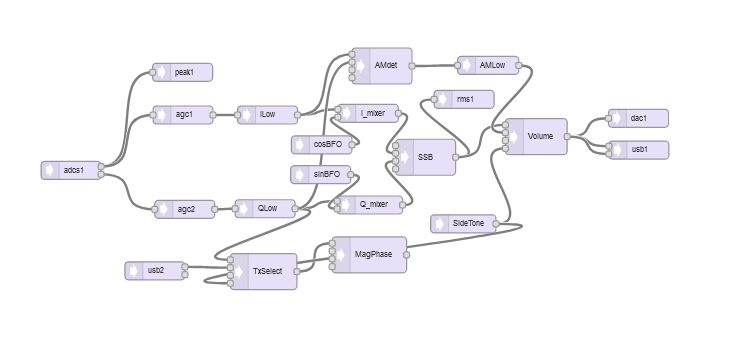 AMdet
AMLow
peak1
rms1
agc1
ILow
I_mixer
dac1
Volume
cosBFO
usb1
SSB
adcs1
sinBFO
agc2
QLow
Q_mixer
SideTone
MagPhase
usb2
TxSelect